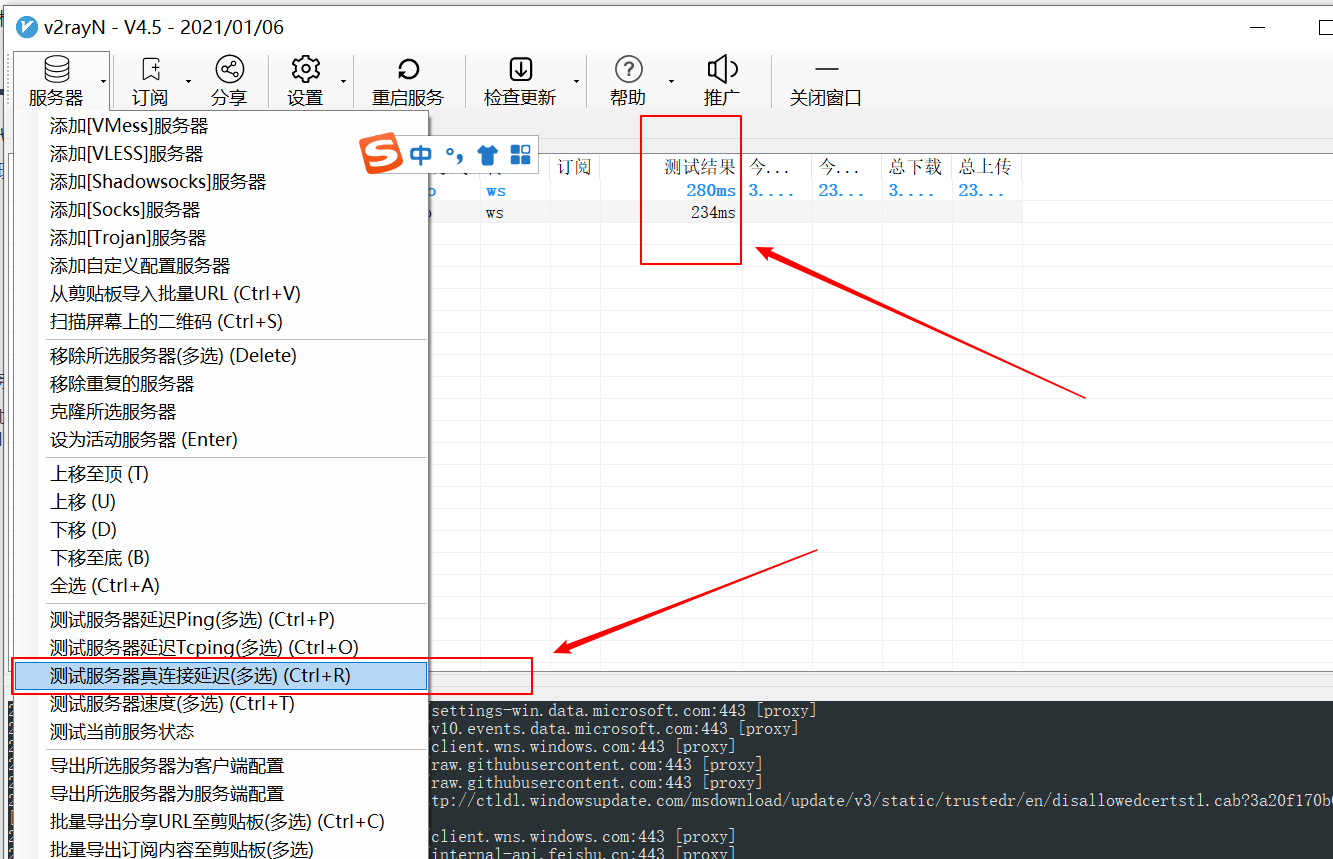 v2rayN - V4.5 - 2021/01/06
服务器 订阅 分享 设置 重启服务 检查更新 帮助 推广 关闭窗口
添加[VMess]服务器
添加[VLESS]服务器
添加[Shadowsocks]服务器
添加[Socks]服务器
添加[Trojan]服务器
添加自定义配置服务器
从剪贴板导入批量URL (Ctrl+V)
扫描屏幕上的二维码 (Ctrl+S)
移除所选服务器(多选) (Delete)
移除重复的服务器
克隆所选服务器
设为活动服务器 (Enter)
上移至顶 (T)
上移 (U)
下移 (D)
下移至底 (B)
全选 (Ctrl+A)
测试服务器延迟Ping(多选) (Ctrl+P)
测试服务器延迟Tcping(多选) (Ctrl+O)
测试服务器真连接延迟(多选) (Ctrl+R)
测试服务器速度(多选) (Ctrl+T)
测试当前服务状态
导出所选服务器为客户端配置
导出所选服务器为服务端配置
批量导出分享URL至剪贴板(多选) (Ctrl+C)
批量导出订阅内容至剪贴板(多选)
中
订阅 测试结果 今... 今... 总下载 总上传
ws 280ms 3.... 23... 3.... 23...
ws 234ms
settings-win.data.microsoft.com:443 [proxy]
v10.events.data.microsoft.com:443 [proxy]
client.wns.windows.com:443 [proxy]
raw.githubusercontent.com:443 [proxy]
raw.githubusercontent.com:443 [proxy]
tp://ctldl.windowsupdate.com/msdownload/update/v3/static/trustedr/en/disallowedcertstl.cab?3a20f170b
client.wns.windows.com:443 [proxy]
internal-api.feishu.cn:443 [proxy]